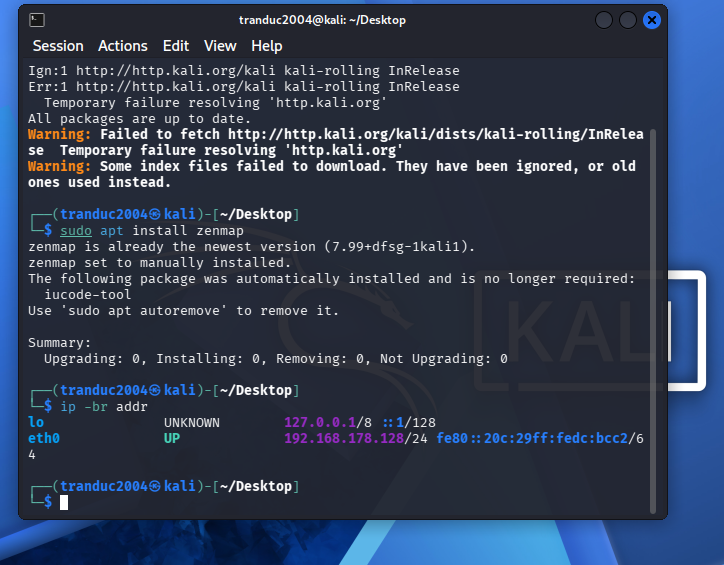 tranduc2004@kali: ~/Desktop
Session Actions Edit View Help
Ign:1 http://http.kali.org/kali kali-rolling InRelease
Err:1 http://http.kali.org/kali kali-rolling InRelease
  Temporary failure resolving 'http.kali.org'
All packages are up to date.
Warning: Failed to fetch http://http.kali.org/kali/dists/kali-rolling/InRelea
se  Temporary failure resolving 'http.kali.org'
Warning: Some index files failed to download. They have been ignored, or old
ones used instead.
┌──(tranduc2004㉿kali)-[~/Desktop]
└─$ sudo apt install zenmap
zenmap is already the newest version (7.99+dfsg-1kali1).
zenmap set to manually installed.
The following package was automatically installed and is no longer required:
  iucode-tool
Use 'sudo apt autoremove' to remove it.
Summary:
  Upgrading: 0, Installing: 0, Removing: 0, Not Upgrading: 0
┌──(tranduc2004㉿kali)-[~/Desktop]
└─$ ip -br addr
lo               UNKNOWN        127.0.0.1/8 ::1/128
eth0             UP             192.168.178.128/24 fe80::20c:29ff:fedc:bcc2/6
4
┌──(tranduc2004㉿kali)-[~/Desktop]
└─$
KALI